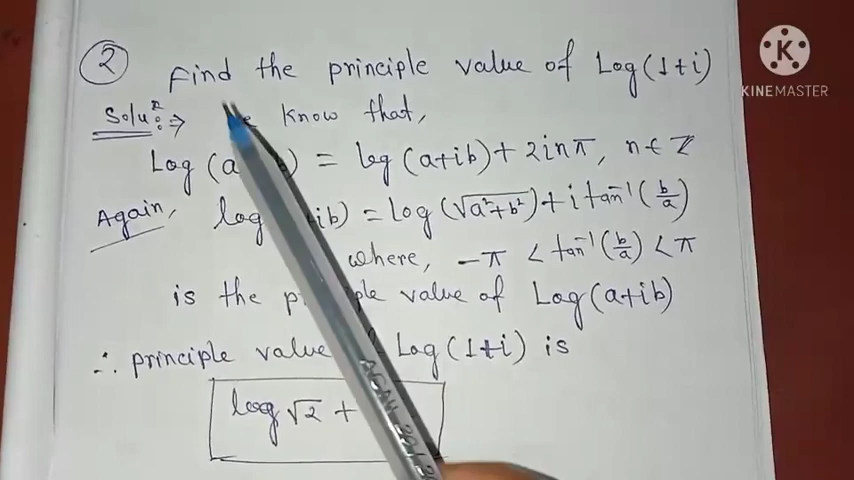 2 Find the principle value of Log(1+i)
KINEMASTER
Soluⁿ:⇒ know that,
Log(a = log(a+ib) + 2inπ, n ∈ Z
Again, log ib) = log(√a²+b²) + i tan⁻¹(b/a)
where, -π < tan⁻¹(b/a) < π
is the value of Log(a+ib)
∴ principle value Log(1+i) is
log √2 +